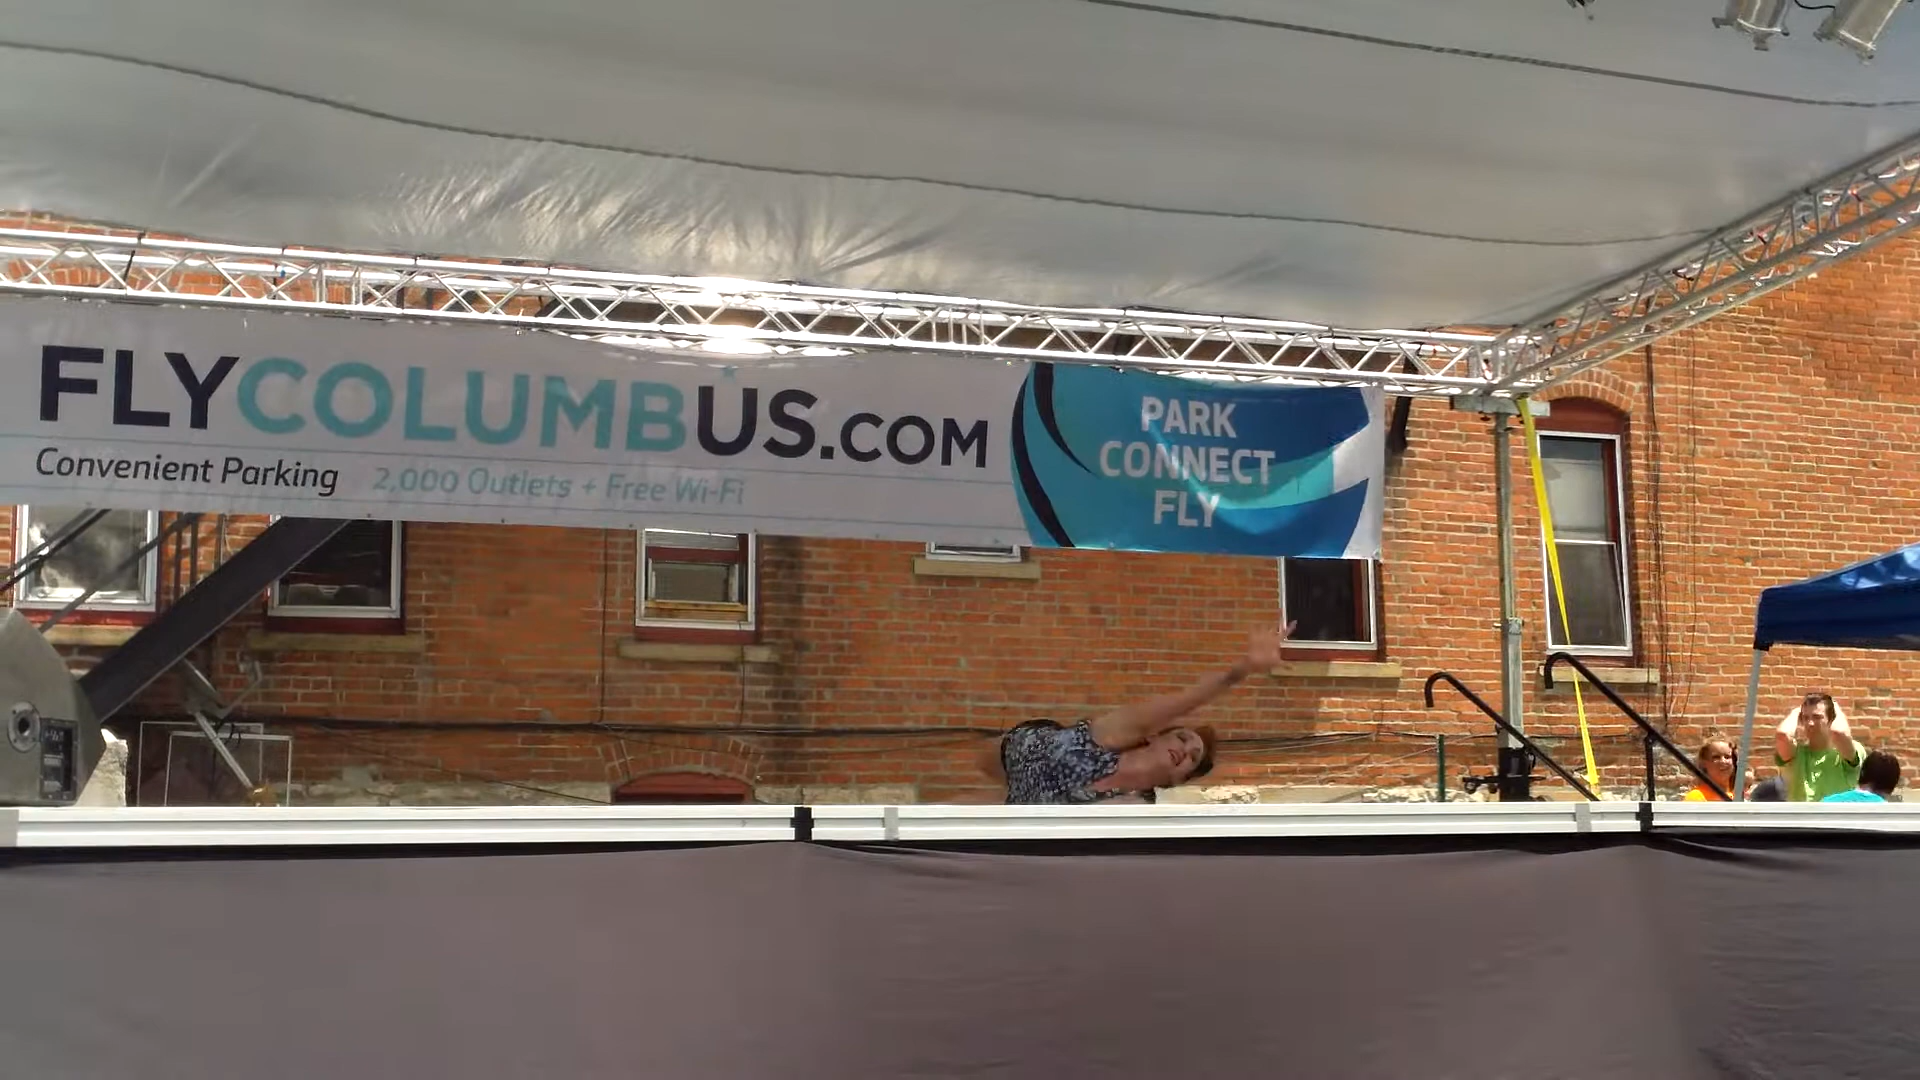 FLYCOLUMBUS.COM
Convenient Parking 2,000 Outlets + Free Wi-Fi
PARK
CONNECT
FLY